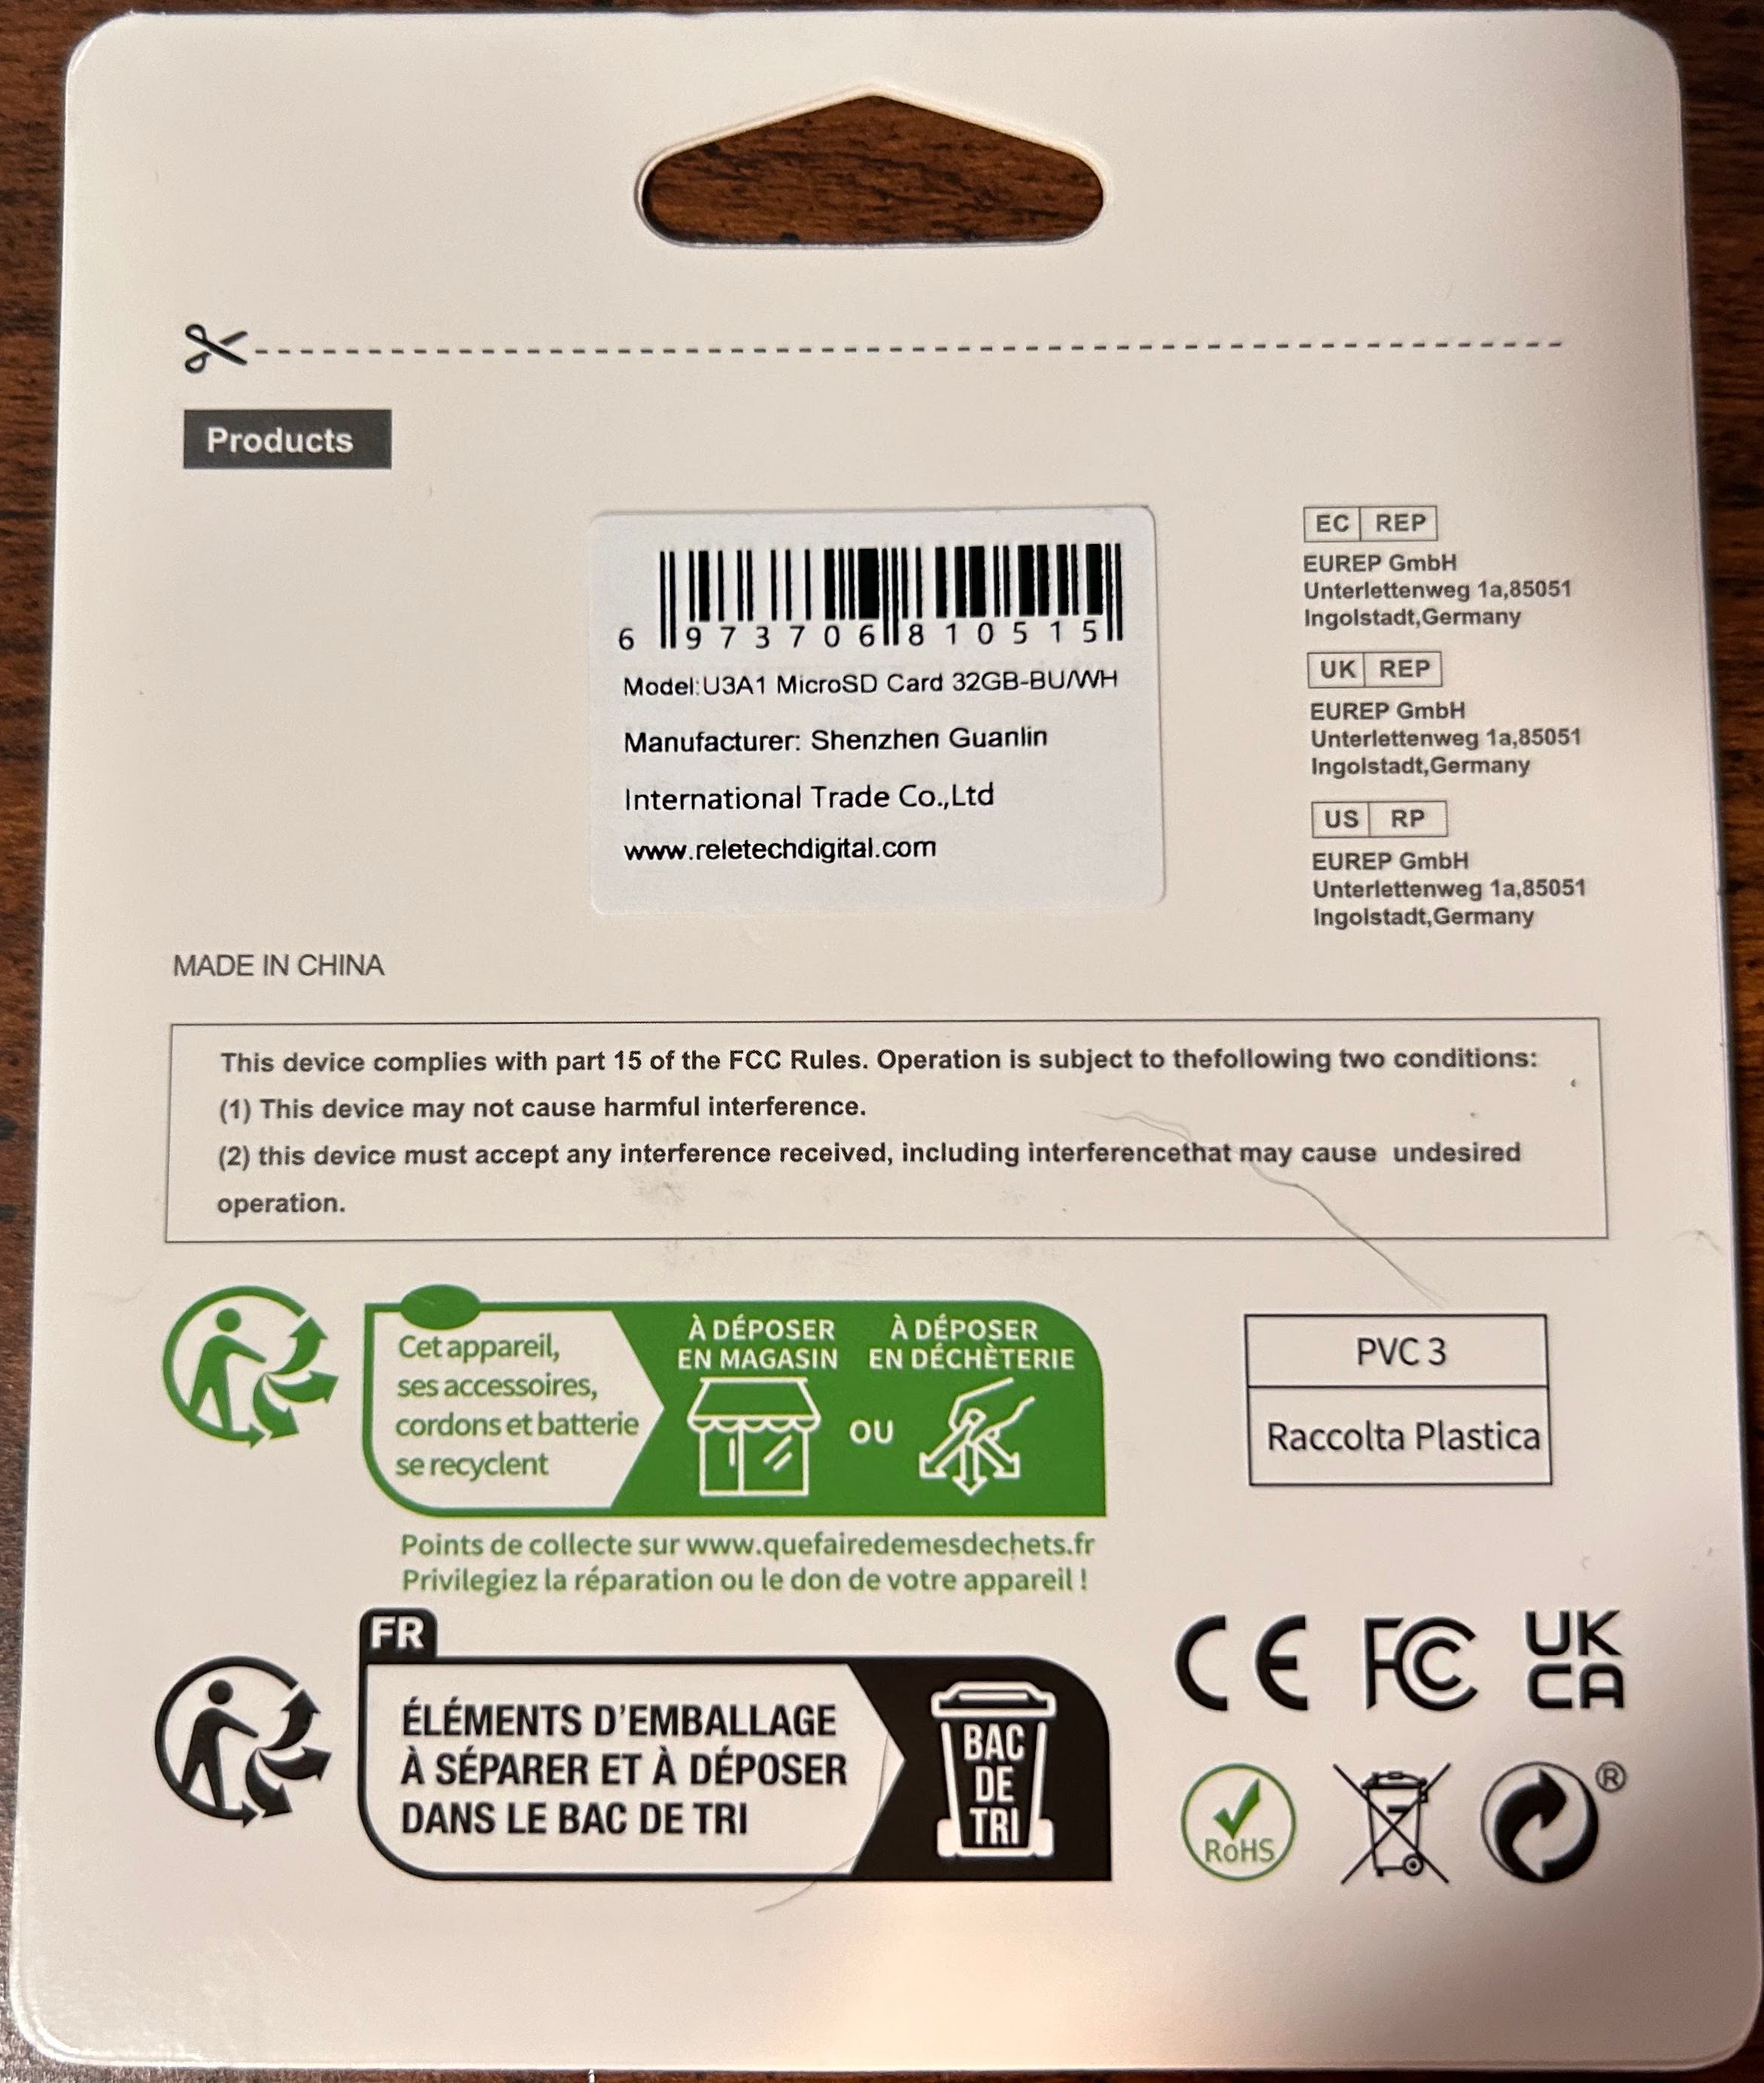 Products
6 973706 810515
Model:U3A1 MicroSD Card 32GB-BU/WH
Manufacturer: Shenzhen Guanlin
International Trade Co.,Ltd
www.reletechdigital.com
EC REP
EUREP GmbH
Unterlettenweg 1a,85051
Ingolstadt,Germany
UK REP
EUREP GmbH
Unterlettenweg 1a,85051
Ingolstadt,Germany
US RP
EUREP GmbH
Unterlettenweg 1a,85051
Ingolstadt,Germany
MADE IN CHINA
This device complies with part 15 of the FCC Rules. Operation is subject to thefollowing two conditions:
(1) This device may not cause harmful interference.
(2) this device must accept any interference received, including interferencethat may cause undesired
operation.
Cet appareil,
ses accessoires,
cordons et batterie
se recyclent
À DÉPOSER
EN MAGASIN
OU
À DÉPOSER
EN DÉCHÈTERIE
Points de collecte sur www.quefairedemesdechets.fr
Privilegiez la réparation ou le don de votre appareil !
PVC 3
Raccolta Plastica
FR
ÉLÉMENTS D'EMBALLAGE
À SÉPARER ET À DÉPOSER
DANS LE BAC DE TRI
BAC
DE
TRI
CE FC UK
CA
RoHS
®